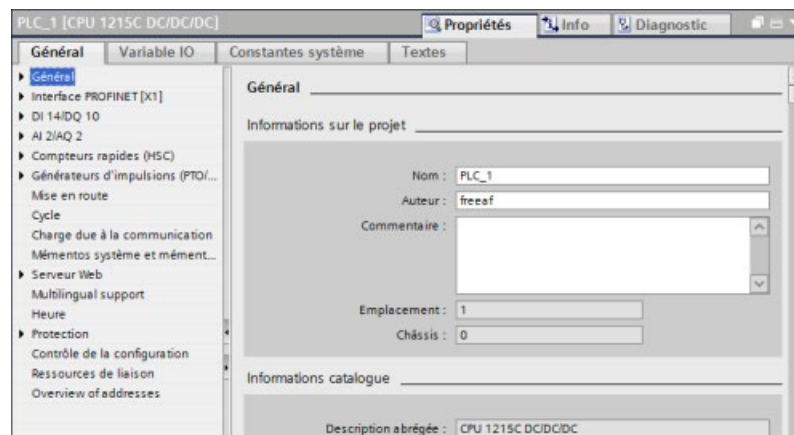 PLC_1 [CPU 1215C DC/DC/DC]
Propriétés
Info
Diagnostic
Général
Variable IO
Constantes système
Textes
Général
Interface PROFINET [X1]
DI 14/DQ 10
AI 2/AQ 2
Compteurs rapides (HSC)
Générateurs d'impulsions (PTO/...
Mise en route
Cycle
Charge due à la communication
Mémentos système et mément...
Serveur Web
Multilingual support
Heure
Protection
Contrôle de la configuration
Ressources de liaison
Overview of addresses
Général
Informations sur le projet
Nom : PLC_1
Auteur : freeaf
Commentaire :
Emplacement : 1
Châssis : 0
Informations catalogue
Description abrégée : CPU 1215C DC/DC/DC